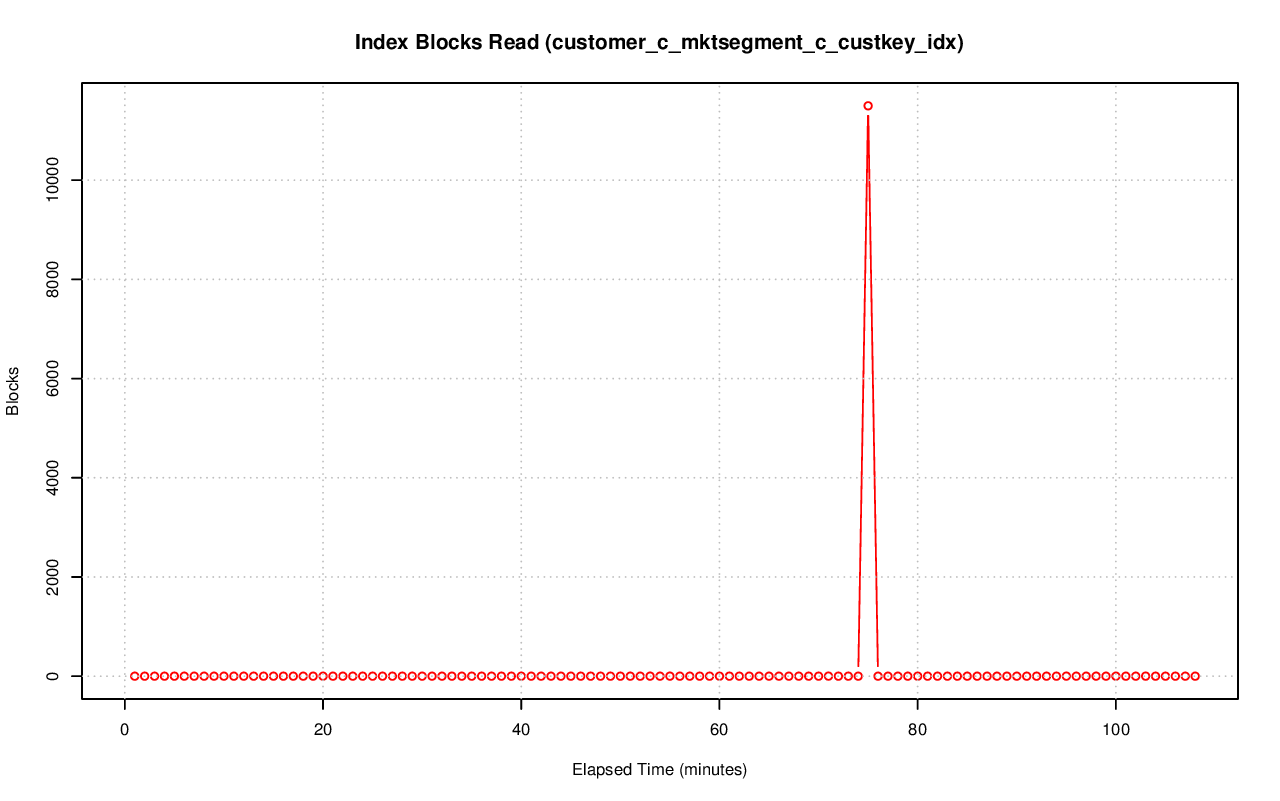 Index Blocks Read (customer_c_mktsegment_c_custkey_idx)
Blocks
10000
8000
6000
4000
2000
0
0 20 40 60 80 100
Elapsed Time (minutes)